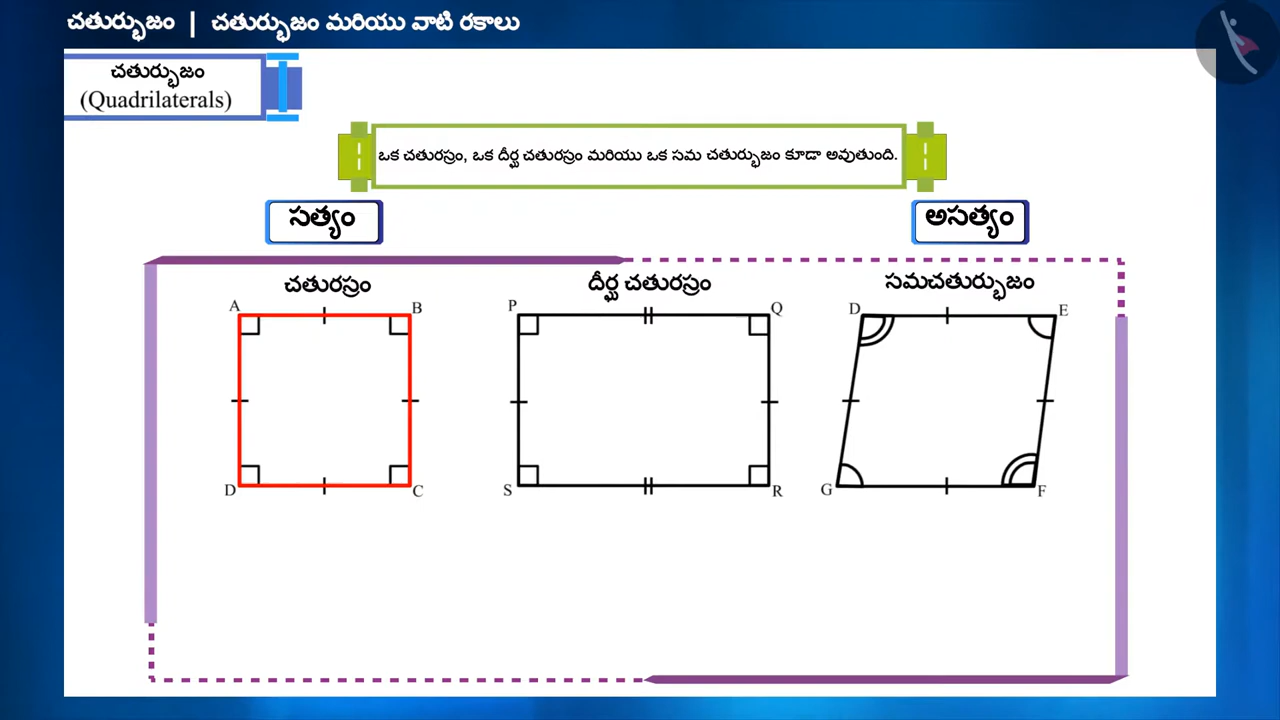 చతుర్భుజం | చతుర్భుజం మరియు వాటి రకాలు
చతుర్భుజం
(Quadrilaterals)
ఒక చతురస్రం, ఒక దీర్ఘ చతురస్రం మరియు ఒక సమ చతుర్భుజం కూడా అవుతుంది.
సత్యం
అసత్యం
చతురస్రం
దీర్ఘ చతురస్రం
సమచతుర్భుజం
A B
D C
P Q
S R
D E
G F